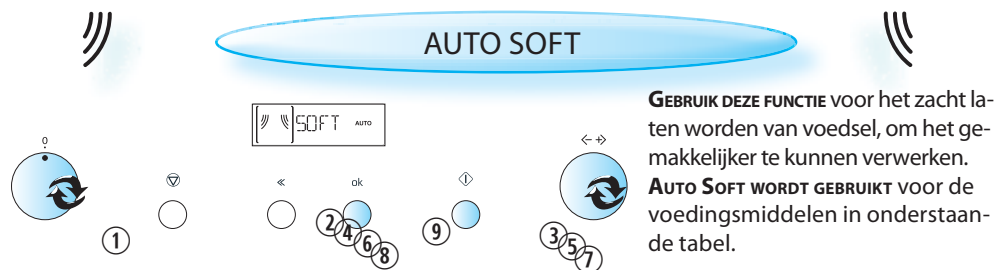 AUTO SOFT
SOFT AUTO
0
ok
1
2
4
6
8
9
3
5
7
GEBRUIK DEZE FUNCTIE voor het zacht la-
ten worden van voedsel, om het ge-
makkelijker te kunnen verwerken.
AUTO SOFT WORDT GEBRUIKT voor de
voedingsmiddelen in onderstaan-
de tabel.